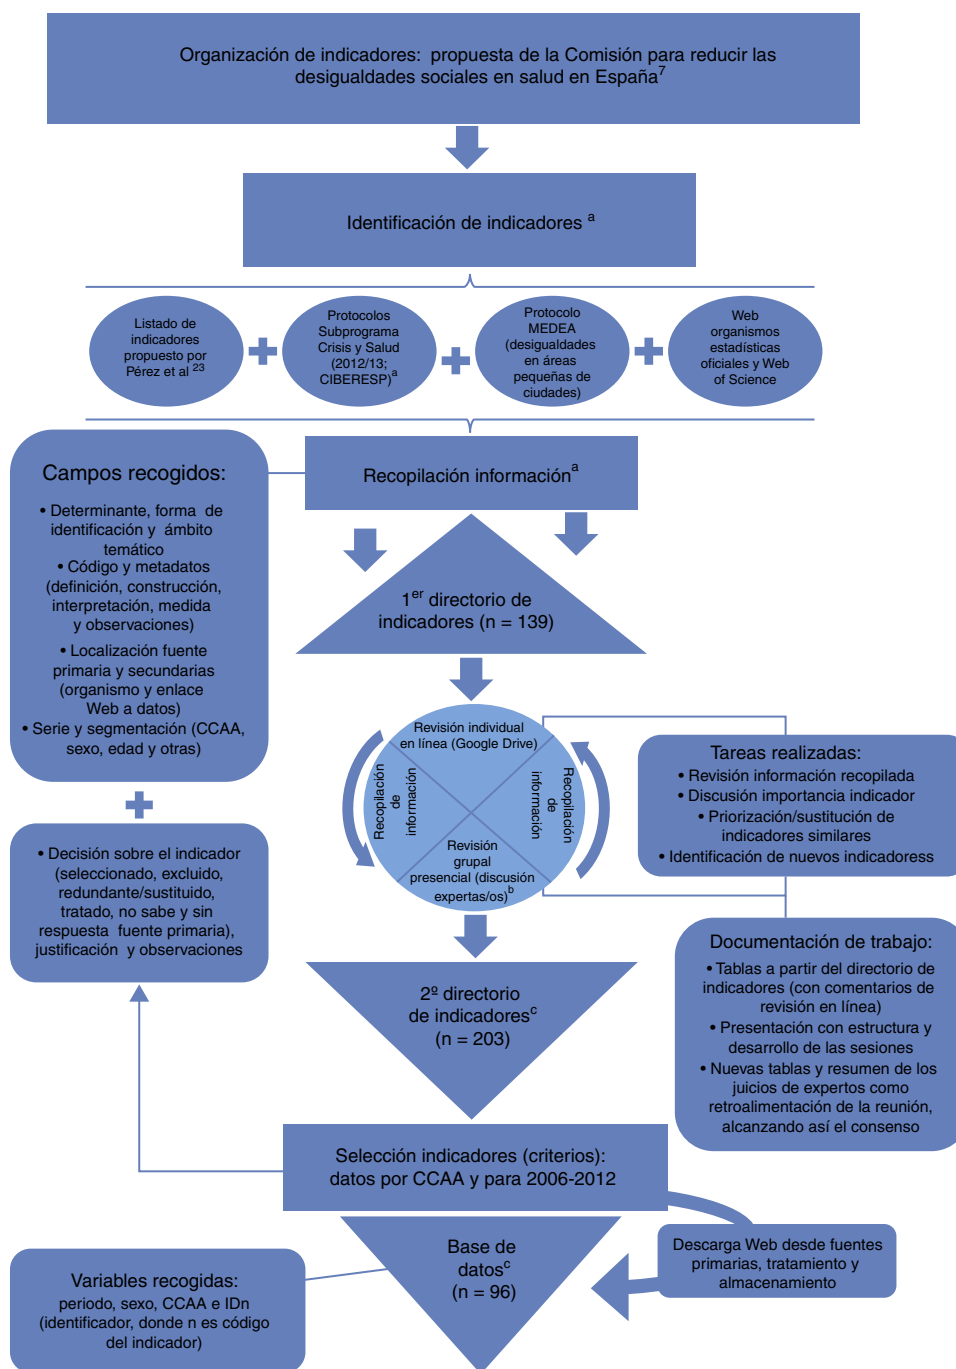 Organización de indicadores: propuesta de la Comisión para reducir las
desigualdades sociales en salud en España7
Identificación de indicadores a
Listado de
indicadores
propuesto por
Pérez et al 23
Protocolos
Subprograma
Crisis y Salud
(2012/13;
CIBERESP)a
Protocolo
MEDEA
(desigualdades
en áreas
pequeñas de
ciudades)
Web
organismos
estadísticas
oficiales y Web
of Science
Recopilación informacióna
Campos recogidos:
• Determinante, forma de
identificación y ámbito
temático
• Código y metadatos
(definición, construcción,
interpretación, medida
y observaciones)
• Localización fuente
primaria y secundarias
(organismo y enlace
Web a datos)
• Serie y segmentación (CCAA,
sexo, edad y otras)
• Decisión sobre el indicador
(seleccionado, excluido,
redundante/sustituido,
tratado, no sabe y sin
respuesta fuente primaria),
justificación y observaciones
1er directorio de
indicadores (n = 139)
Revisión individual
en línea (Google Drive)
Recopilación
de
información
Recopilación
de
información
Revisión
grupal
presencial (discusión
expertas/os)b
Tareas realizadas:
• Revisión información recopilada
• Discusión importancia indicador
• Priorización/sustitución de
indicadores similares
• Identificación de nuevos indicadoress
Documentación de trabajo:
• Tablas a partir del directorio de
indicadores (con comentarios de
revisión en línea)
• Presentación con estructura y
desarrollo de las sesiones
• Nuevas tablas y resumen de los
juicios de expertos como
retroalimentación de la reunión,
alcanzando así el consenso
2º directorio
de indicadoresc
(n = 203)
Selección indicadores (criterios):
datos por CCAA y para 2006-2012
Descarga Web desde fuentes
primarias, tratamiento y
almacenamiento
Base de
datosc
(n = 96)
Variables recogidas:
periodo, sexo, CCAA e IDn
(identificador, donde n es código
del indicador)